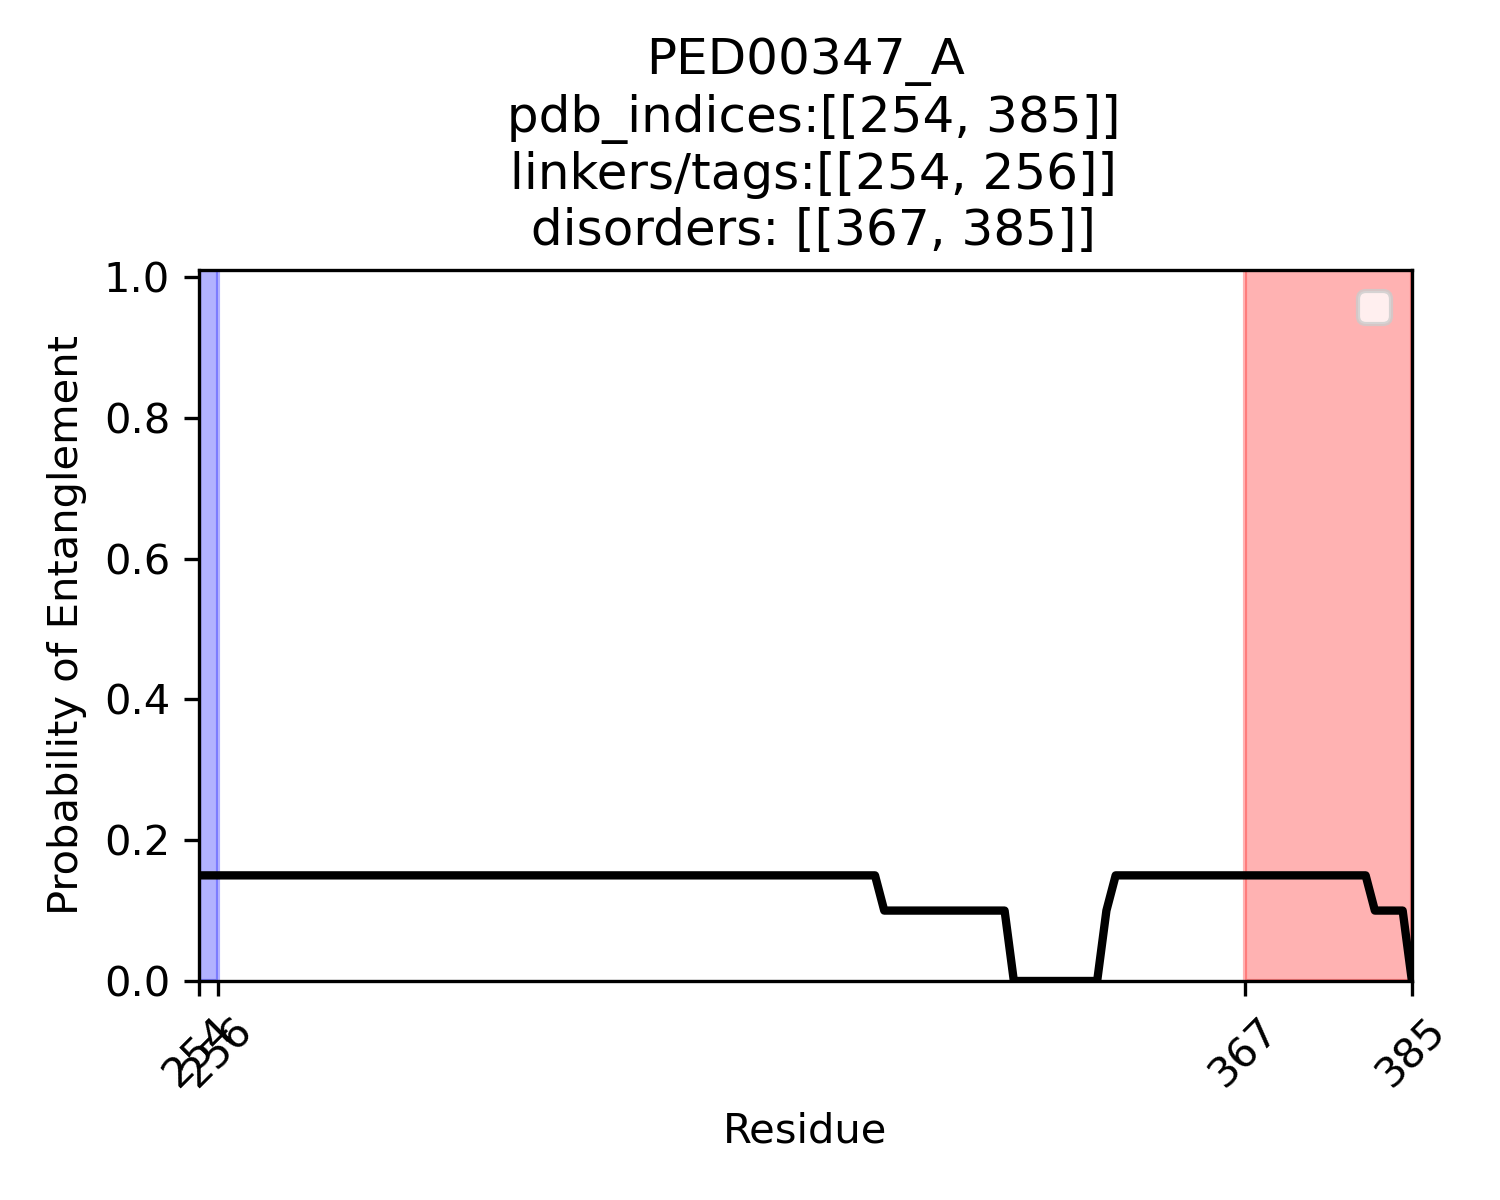 PED00347_A
pdb_indices:[[254, 385]]
linkers/tags:[[254, 256]]
disorders: [[367, 385]]
1.0
0.8
0.6
0.4
0.2
0.0
Probability of Entanglement
254
256
367
385
Residue